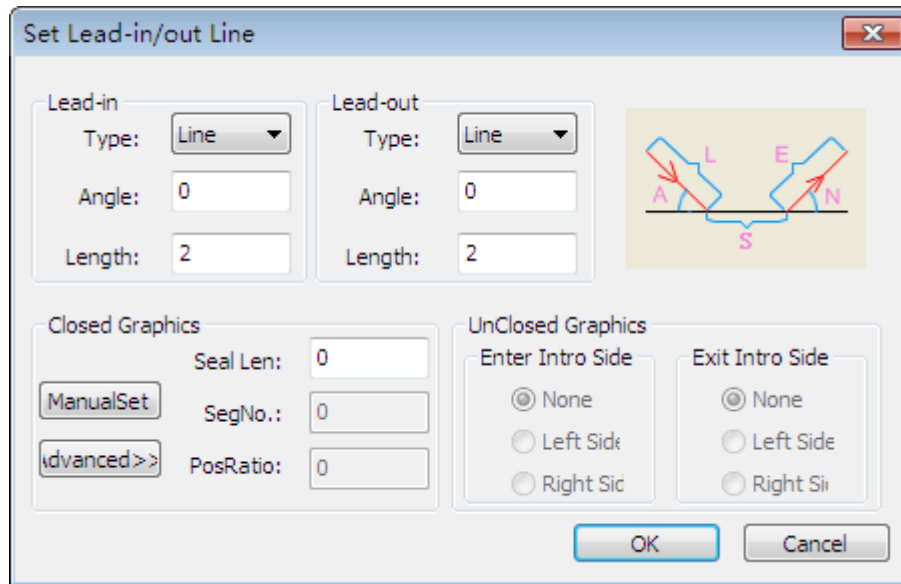 Set Lead-in/out Line
Lead-in
Type: Line
Angle: 0
Length: 2
Lead-out
Type: Line
Angle: 0
Length: 2
L E
A N
S
Closed Graphics
Seal Len: 0
ManualSet
SegNo.: 0
Advanced>>
PosRatio: 0
UnClosed Graphics
Enter Intro Side
None
Left Side
Right Sid
Exit Intro Side
None
Left Side
Right Si
OK Cancel